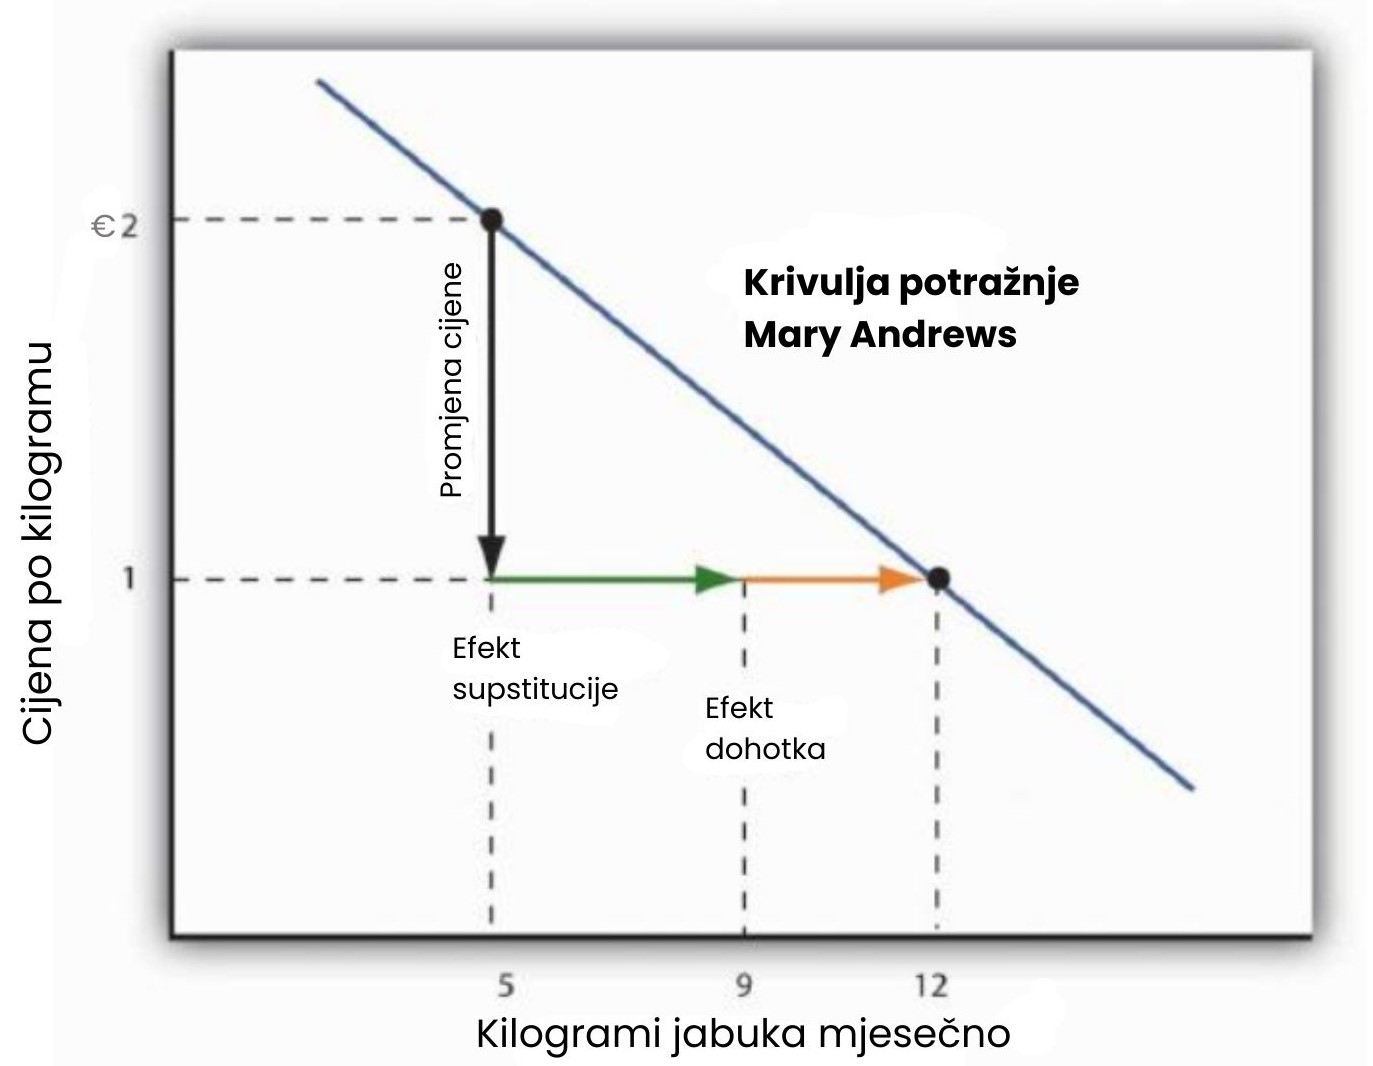 €2
Promjena cijene
Krivulja potražnje
Mary Andrews
Cijena po kilogramu
1
Efekt
supstitucije
Efekt
dohotka
5 9 12
Kilogrami jabuka mjesečno